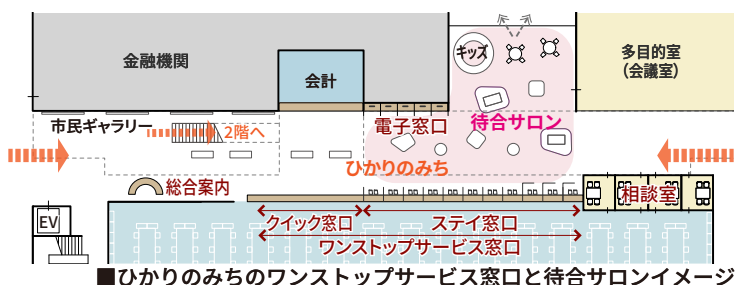 金融機関
会計
キッズ
多目的室
(会議室)
市民ギャラリー
2階へ
電子窓口
待合サロン
ひかりのみち
総合案内
相談室
EV
クイック窓口
ステイ窓口
ワンストップサービス窓口
■ひかりのみちのワンストップサービス窓口と待合サロンイメージ